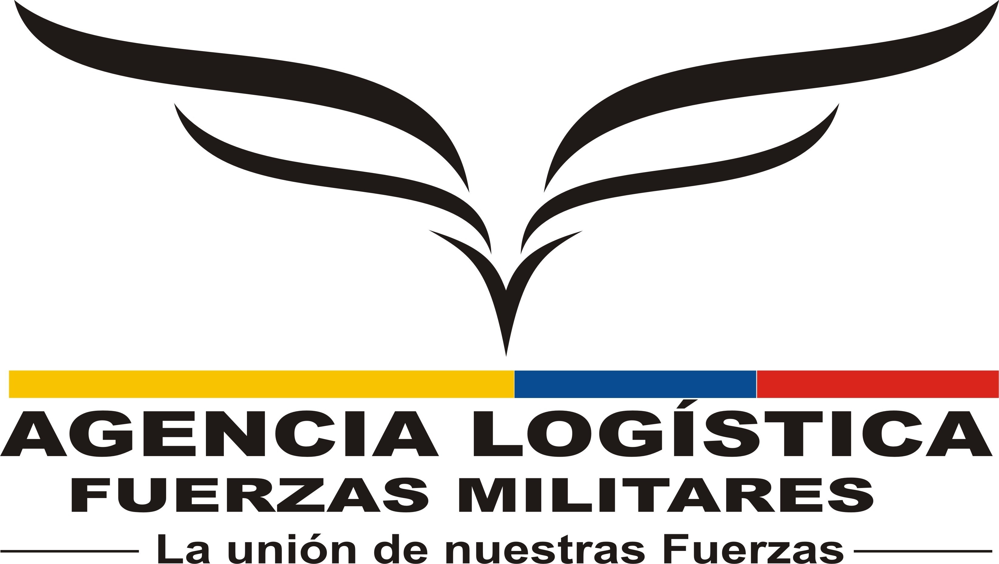 AGENCIA LOGÍSTICA
FUERZAS MILITARES
La unión de nuestras Fuerzas